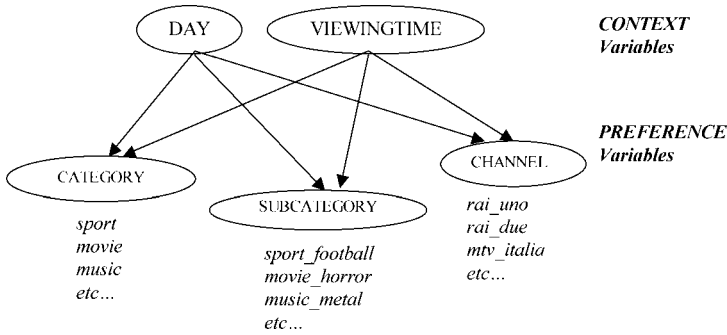 DAY
VIEWINGTIME
CONTEXT
Variables
PREFERENCE
Variables
CATEGORY
sport
movie
music
etc…
SUBCATEGORY
sport_football
movie_horror
music_metal
etc…
CHANNEL
rai_uno
rai_due
mtv_italia
etc…